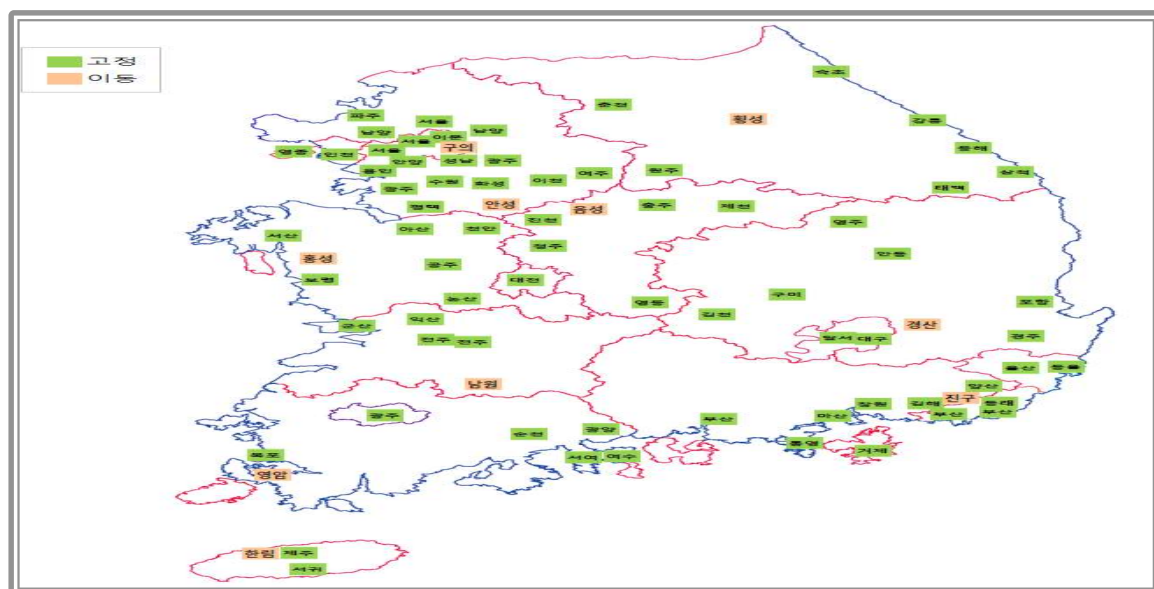 고정
이동
속초
춘천
횡성
파주
서울
강릉
남양
남양
서울
이문
구의
동해
영종
인천
서울
안양
성남
광주
삼척
용인
여주
원주
광주
수원
화성
이천
태백
평택
안성
음성
충주
제천
아산
천안
진천
영주
서산
청주
안동
홍성
공주
보령
대전
구미
논산
영동
포항
군산
익산
김천
경산
전주
전주
달서
대구
경주
울산
남원
양산
진구
광주
창원
김해
동래
부산
마산
부산
부산
순천
광양
통영
거제
목포
서여
여수
영암
한림
제주
서귀